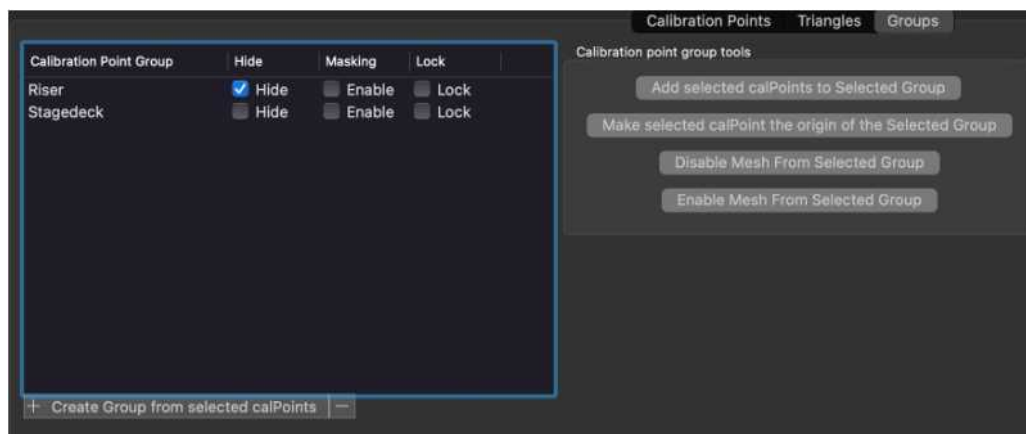 Calibration Points Triangles Groups
Calibration Point Group Hide Masking Lock
Riser Hide Enable Lock
Stagedeck Hide Enable Lock
+ Create Group from selected calPoints −
Calibration point group tools
Add selected calPoints to Selected Group
Make selected calPoint the origin of the Selected Group
Disable Mesh From Selected Group
Enable Mesh From Selected Group